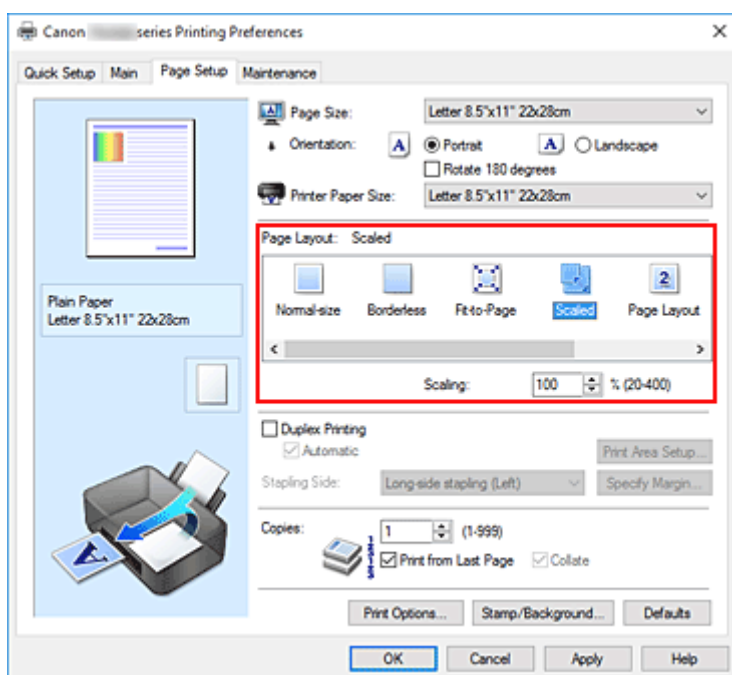 Canon series Printing Preferences
Quick Setup Main Page Setup Maintenance
Page Size: Letter 8.5"x11" 22x28cm
Orientation: A Portrait A Landscape
Rotate 180 degrees
Printer Paper Size: Letter 8.5"x11" 22x28cm
Page Layout: Scaled
2
Normal-size Borderless Fit-to-Page Scaled Page Layout
Scaling: 100 % (20-400)
Plain Paper
Letter 8.5"x11" 22x28cm
Duplex Printing
Automatic Print Area Setup...
Stapling Side: Long-side stapling (Left) Specify Margin...
Copies: 1 (1-999)
Print from Last Page Collate
A
Print Options... Stamp/Background... Defaults
OK Cancel Apply Help